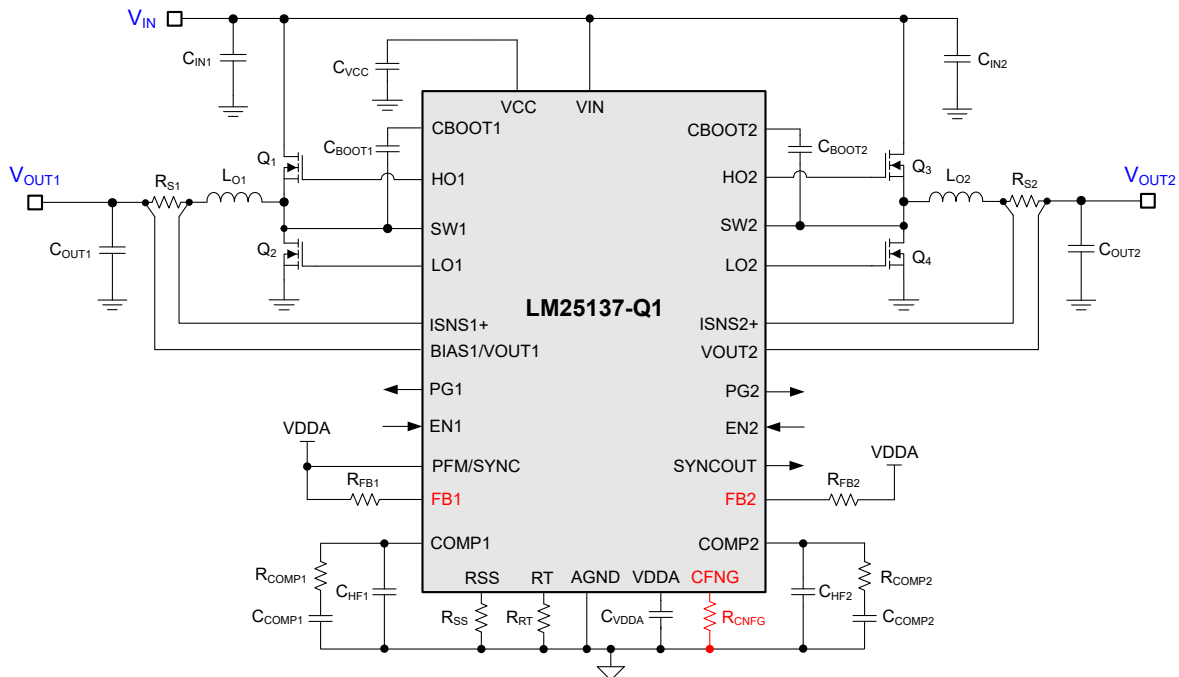 VIN
CIN1
CVCC
CIN2
VCC
VIN
CBOOT1
CBOOT2
CBOOT1
CBOOT2
Q1
Q3
VOUT1
RS1
LO1
HO1
HO2
LO2
RS2
VOUT2
SW1
SW2
COUT1
Q2
LO1
LO2
Q4
COUT2
LM25137-Q1
ISNS1+
ISNS2+
BIAS1/VOUT1
VOUT2
PG1
PG2
EN1
EN2
VDDA
VDDA
PFM/SYNC
SYNCOUT
RFB1
FB1
FB2
RFB2
COMP1
COMP2
RCOMP1
CHF1
RSS
RT
AGND
VDDA
CFNG
CHF2
RCOMP2
CCOMP1
RSS
RRT
CVDDA
RCNFG
CCOMP2